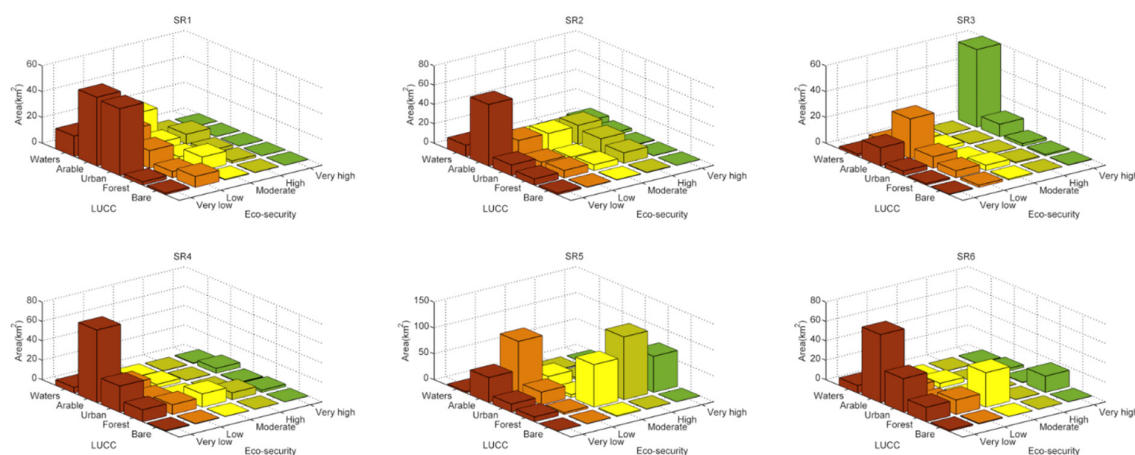 SR1
60
40
20
0
Area(km²)
Waters
Arable
Urban
Forest
Bare
LUCC
Very low
Low
Moderate
High
Very high
Eco-security
SR2
80
60
40
20
0
Area(km²)
Waters
Arable
Urban
Forest
Bare
LUCC
Very low
Low
Moderate
High
Very high
Eco-security
SR3
60
40
20
0
Area(km²)
Waters
Arable
Urban
Forest
Bare
LUCC
Very low
Low
Moderate
High
Very high
Eco-security
SR4
80
60
40
20
0
Area(km²)
Waters
Arable
Urban
Forest
Bare
LUCC
Very low
Low
Moderate
High
Very high
Eco-security
SR5
150
100
50
0
Area(km²)
Waters
Arable
Urban
Forest
Bare
LUCC
Very low
Low
Moderate
High
Very high
Eco-security
SR6
80
60
40
20
0
Area(km²)
Waters
Arable
Urban
Forest
Bare
LUCC
Very low
Low
Moderate
High
Very high
Eco-security